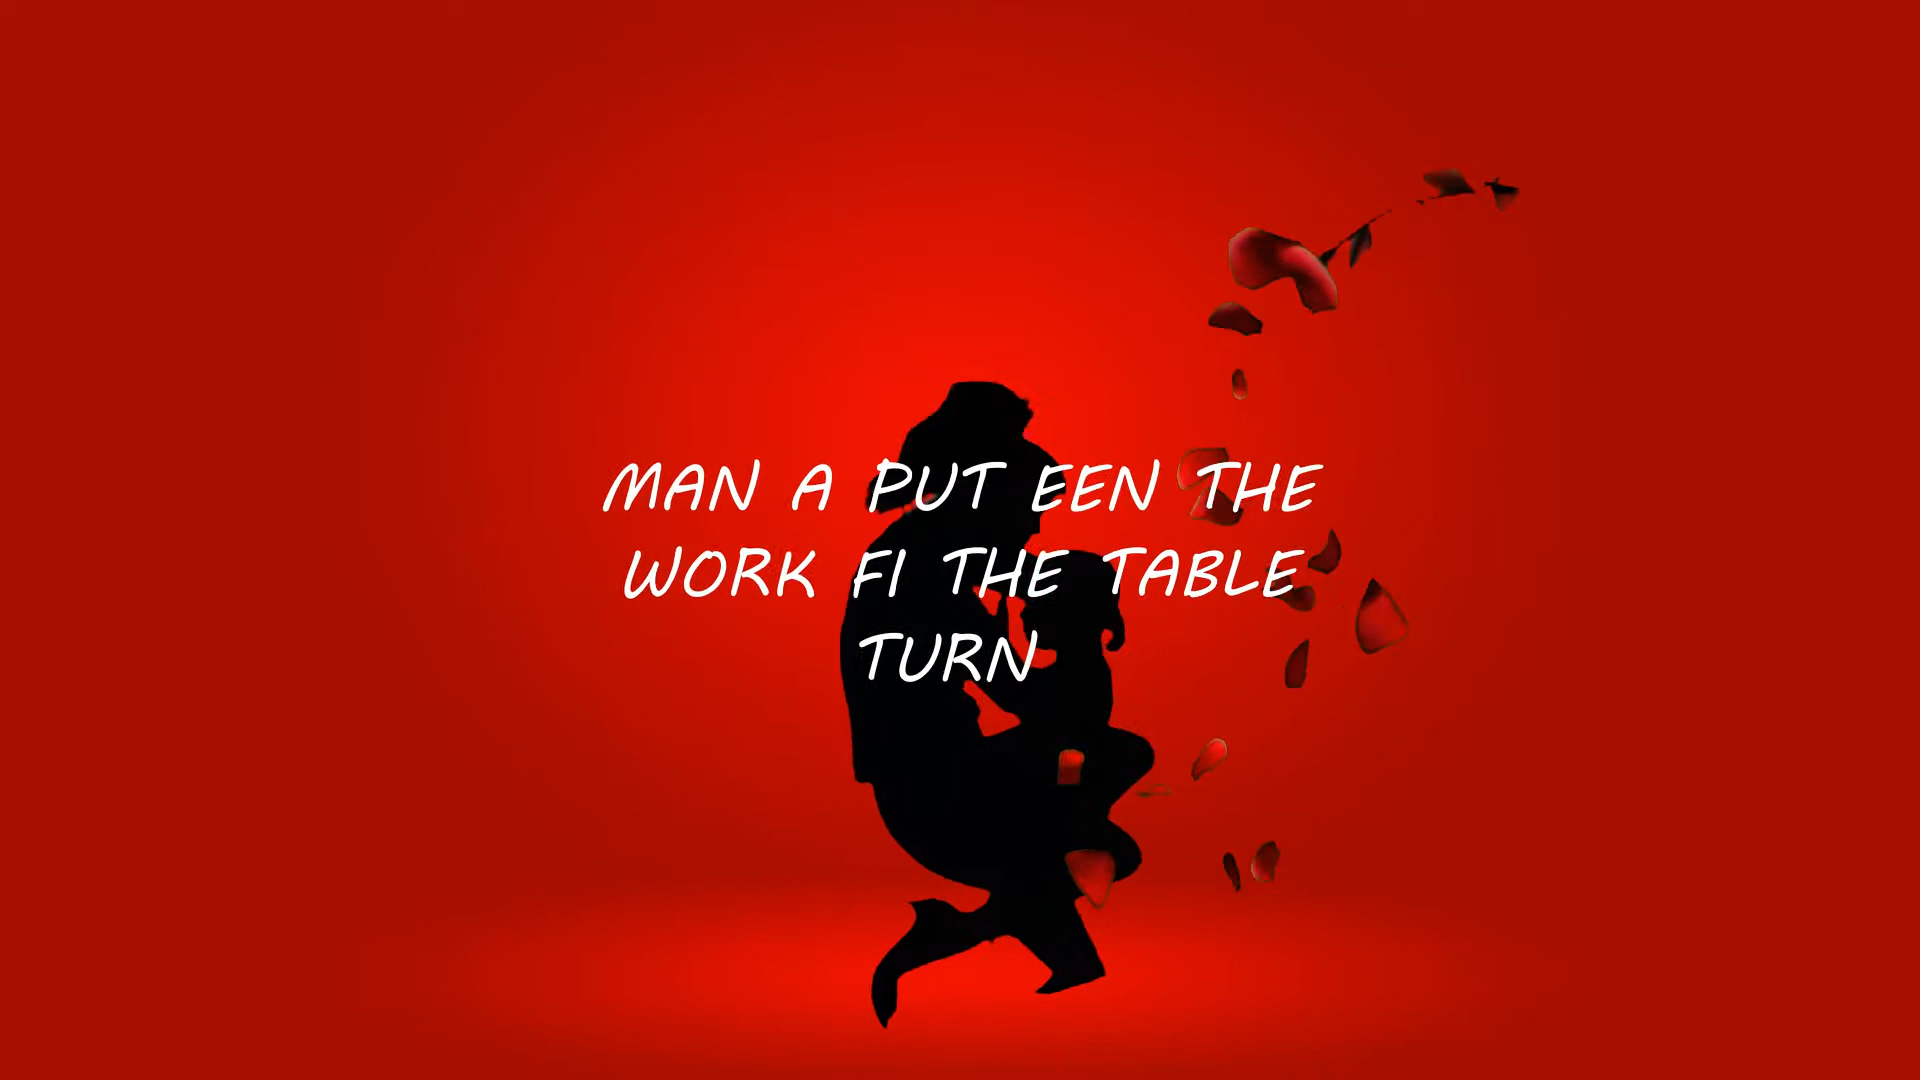 MAN A PUT EEN THE
WORK FI THE TABLE
TURN